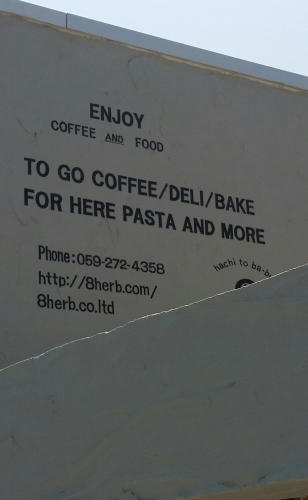 ENJOY
COFFEE AND FOOD
TO GO COFFEE/DELI/BAKE
FOR HERE PASTA AND MORE
Phone:059-272-4358
http://8herb.com/
8herb.co.ltd
hachi to